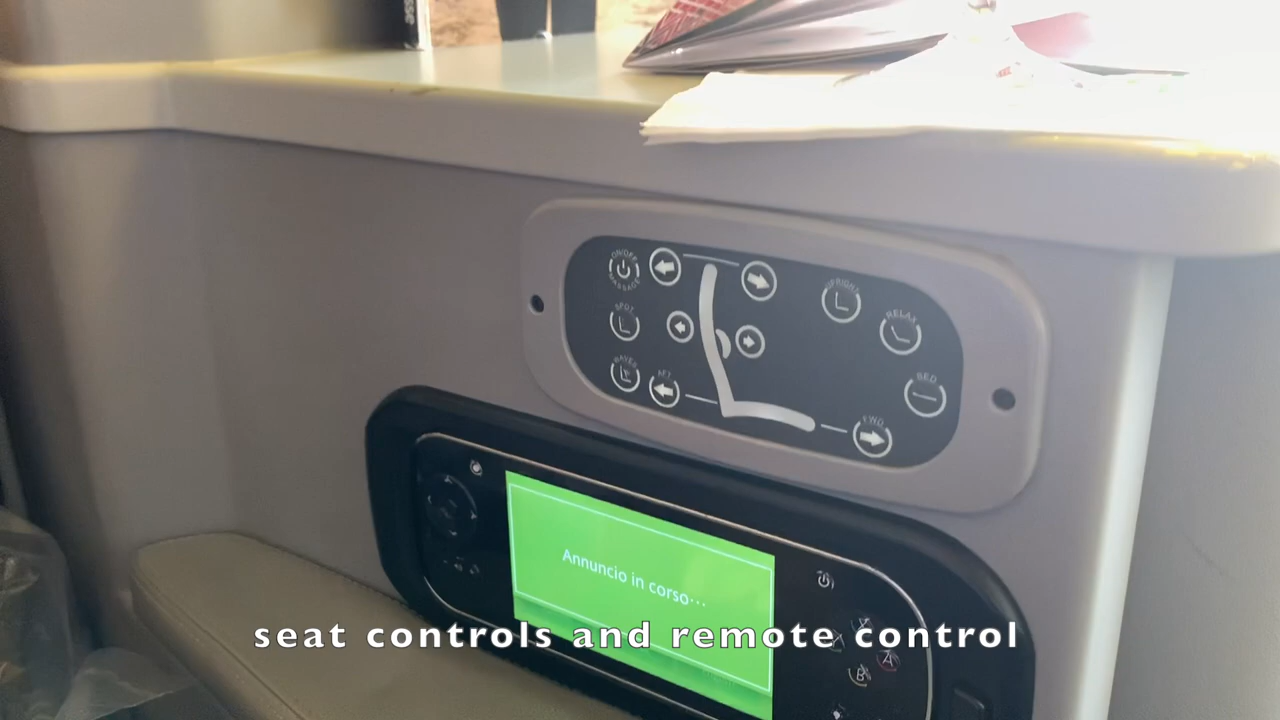 ON/OFF
MASSAGE
UPRIGHT
SPOT
RELAX
WAVES
AFT
BED
FWD
Annuncio in corso...
seat controls and remote control